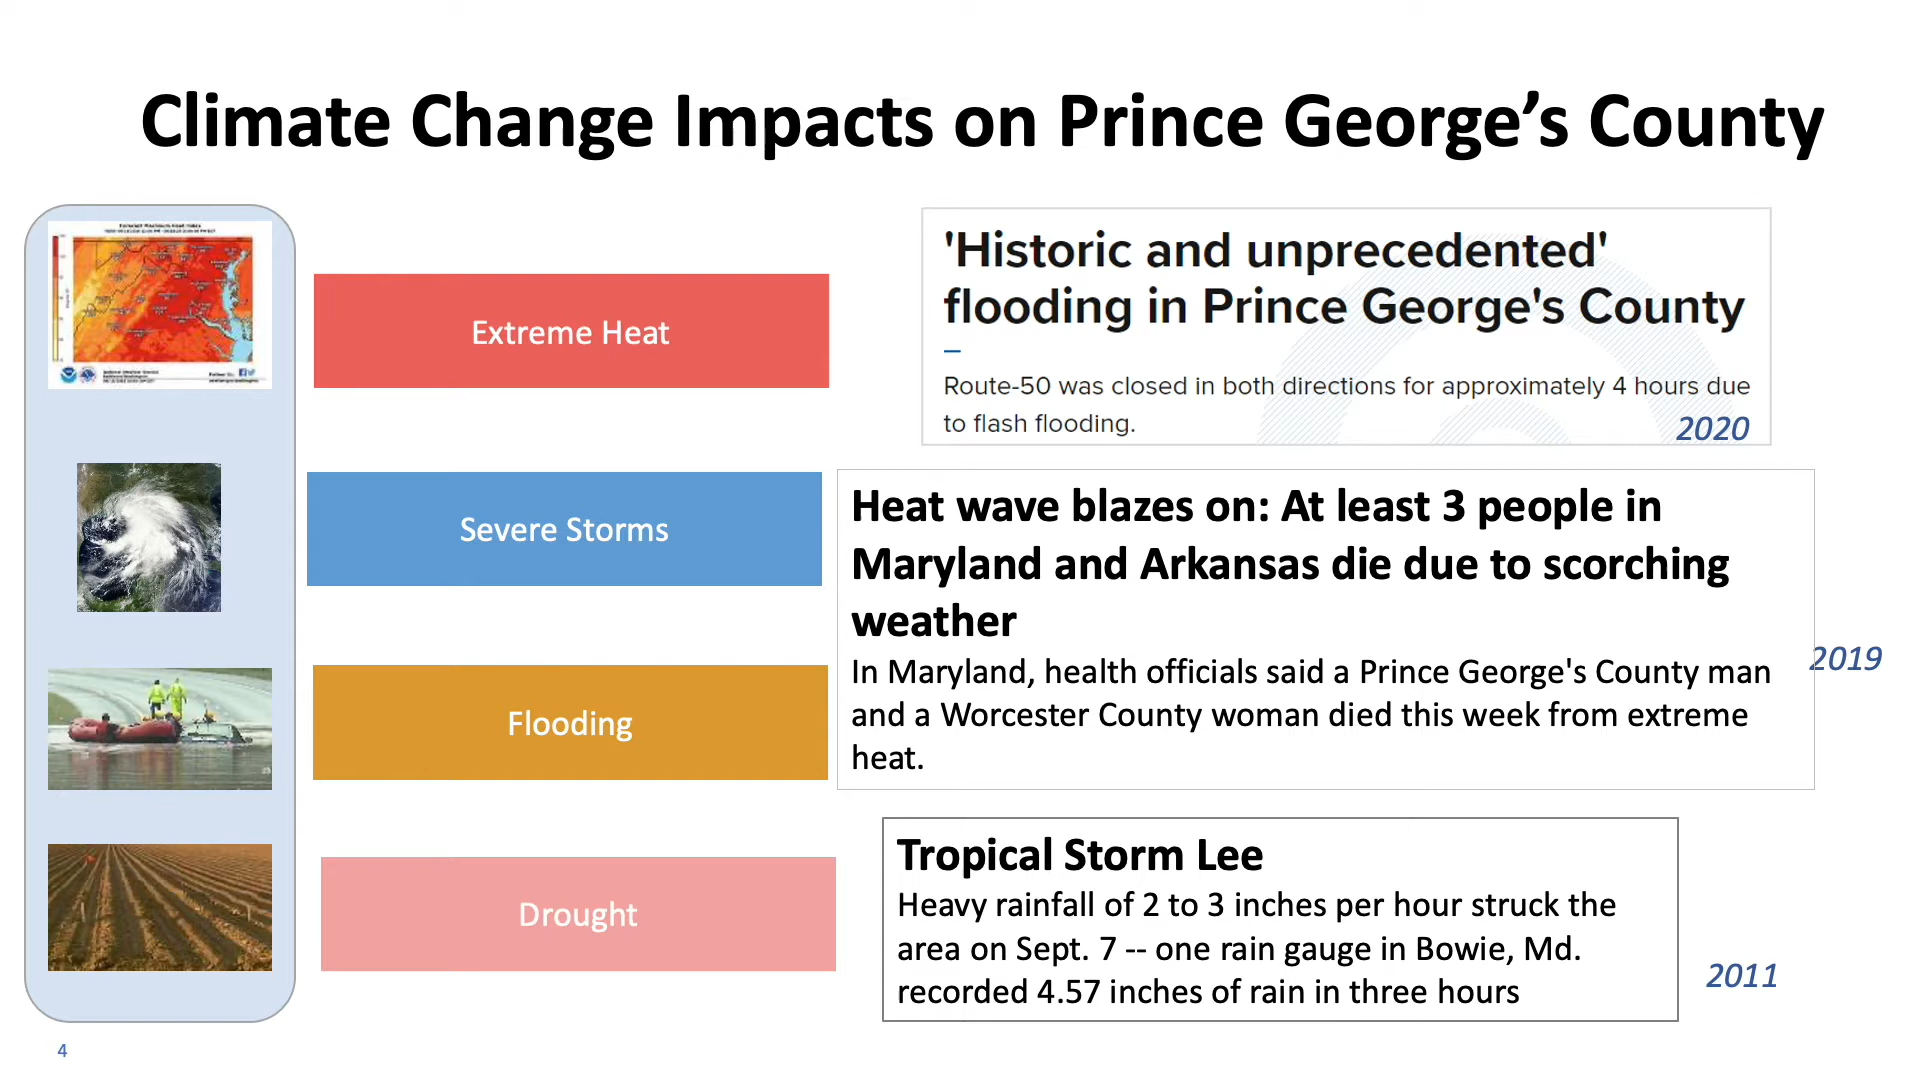 Climate Change Impacts on Prince George’s County
Extreme Heat
Severe Storms
Flooding
Drought
'Historic and unprecedented'
flooding in Prince George's County
Route-50 was closed in both directions for approximately 4 hours due
to flash flooding.
2020
Heat wave blazes on: At least 3 people in
Maryland and Arkansas die due to scorching
weather
In Maryland, health officials said a Prince George's County man
and a Worcester County woman died this week from extreme
heat.
2019
Tropical Storm Lee
Heavy rainfall of 2 to 3 inches per hour struck the
area on Sept. 7 -- one rain gauge in Bowie, Md.
recorded 4.57 inches of rain in three hours
2011
4